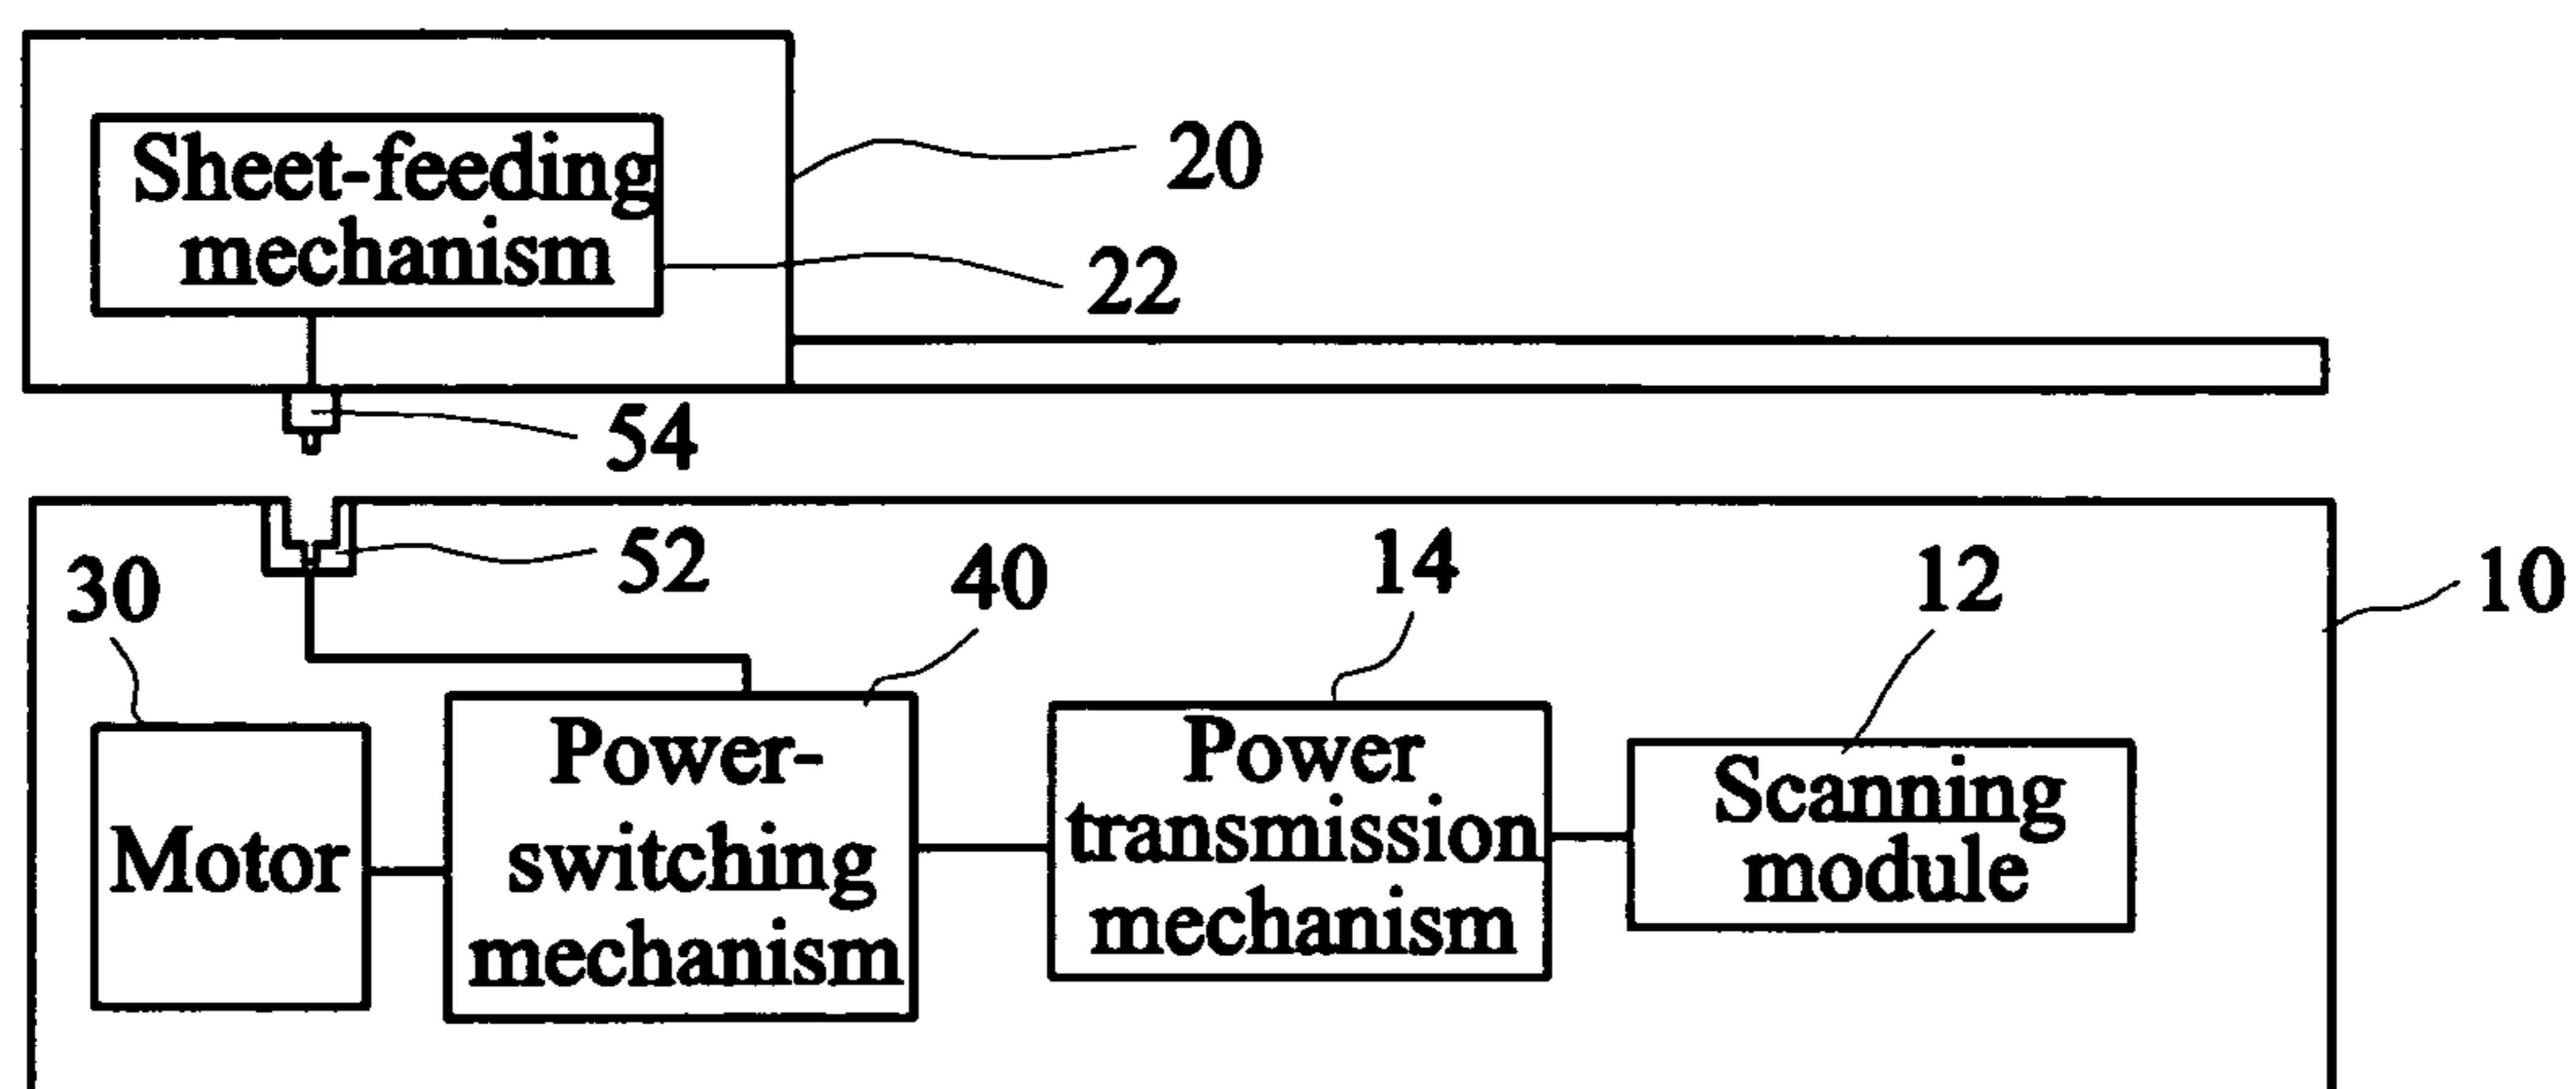 Sheet-feeding
mechanism
20
22
54
52
30
40
14
12
10
Motor
Power-
switching
mechanism
Power
transmission
mechanism
Scanning
module